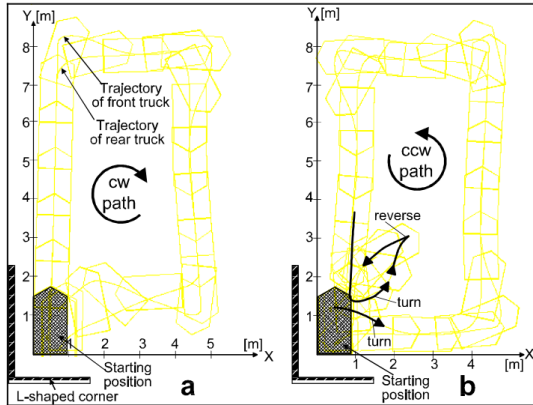 Y [m]
8
Trajectory
of front truck
7
Trajectory
of rear truck
6
5
cw
path
4
3
2
1
1
2
3
4
5
[m]
X
Starting
position
L-shaped corner
a
Y [m]
8
7
6
5
ccw
path
4
reverse
3
2
turn
1
turn
1
2
3
4
[m]
X
Starting
position
b